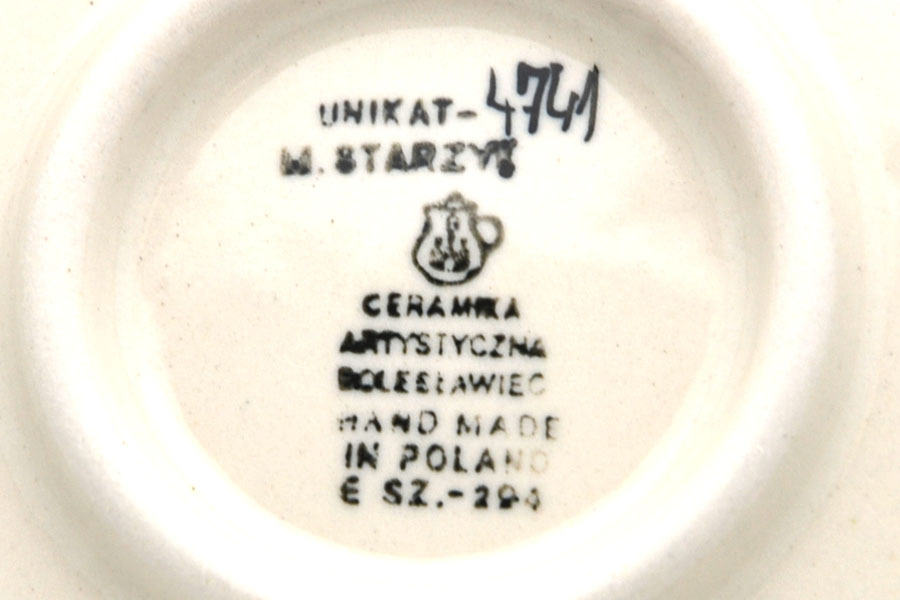 UNIKAT-4741
M. STARZYK
CERAMIKA
ARTYSTYCZNA
BOLESŁAWIEC
HAND MADE
IN POLAND
E SZ.-294